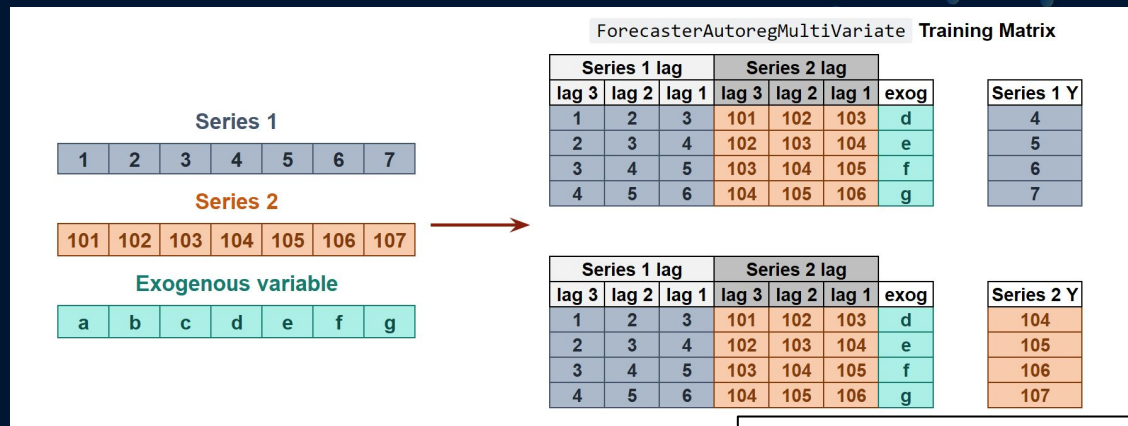 ForecasterAutoregMultiVariate Training Matrix
Series 1
1 2 3 4 5 6 7
Series 2
101 102 103 104 105 106 107
Exogenous variable
a b c d e f g
Series 1 lag Series 2 lag
lag 3 lag 2 lag 1 lag 3 lag 2 lag 1 exog Series 1 Y
1 2 3 101 102 103 d 4
2 3 4 102 103 104 e 5
3 4 5 103 104 105 f 6
4 5 6 104 105 106 g 7
Series 1 lag Series 2 lag
lag 3 lag 2 lag 1 lag 3 lag 2 lag 1 exog Series 2 Y
1 2 3 101 102 103 d 104
2 3 4 102 103 104 e 105
3 4 5 103 104 105 f 106
4 5 6 104 105 106 g 107